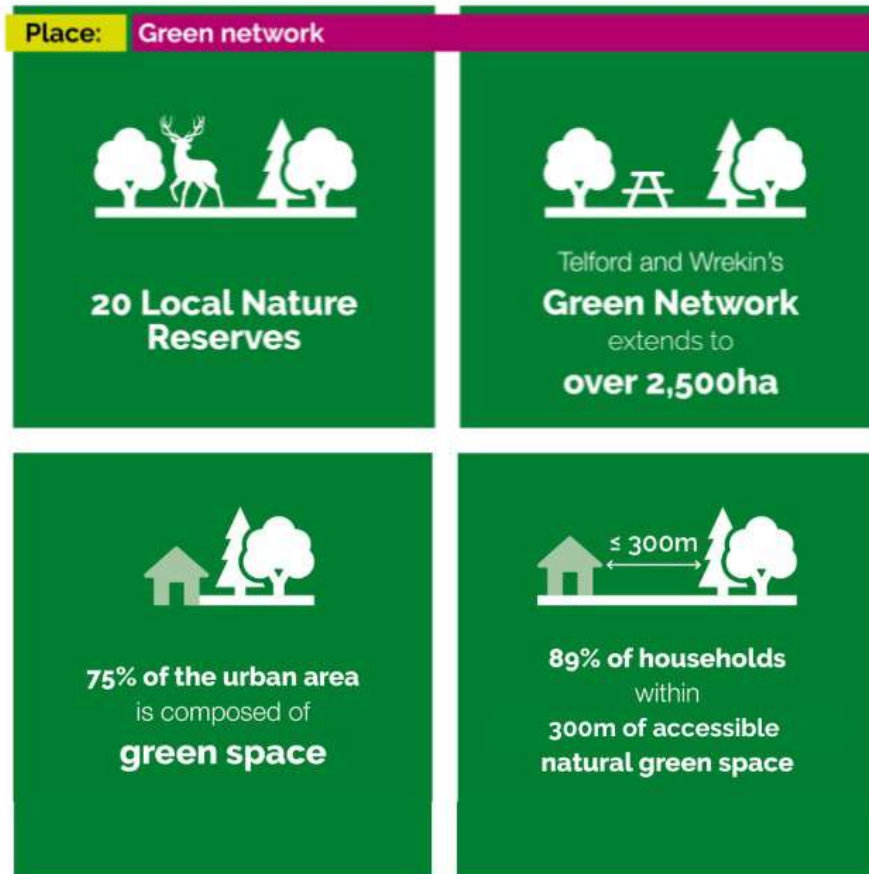 Place: Green network
20 Local Nature
Reserves
Telford and Wrekin's
Green Network
extends to
over 2,500ha
75% of the urban area
is composed of
green space
≤ 300m
89% of households
within
300m of accessible
natural green space